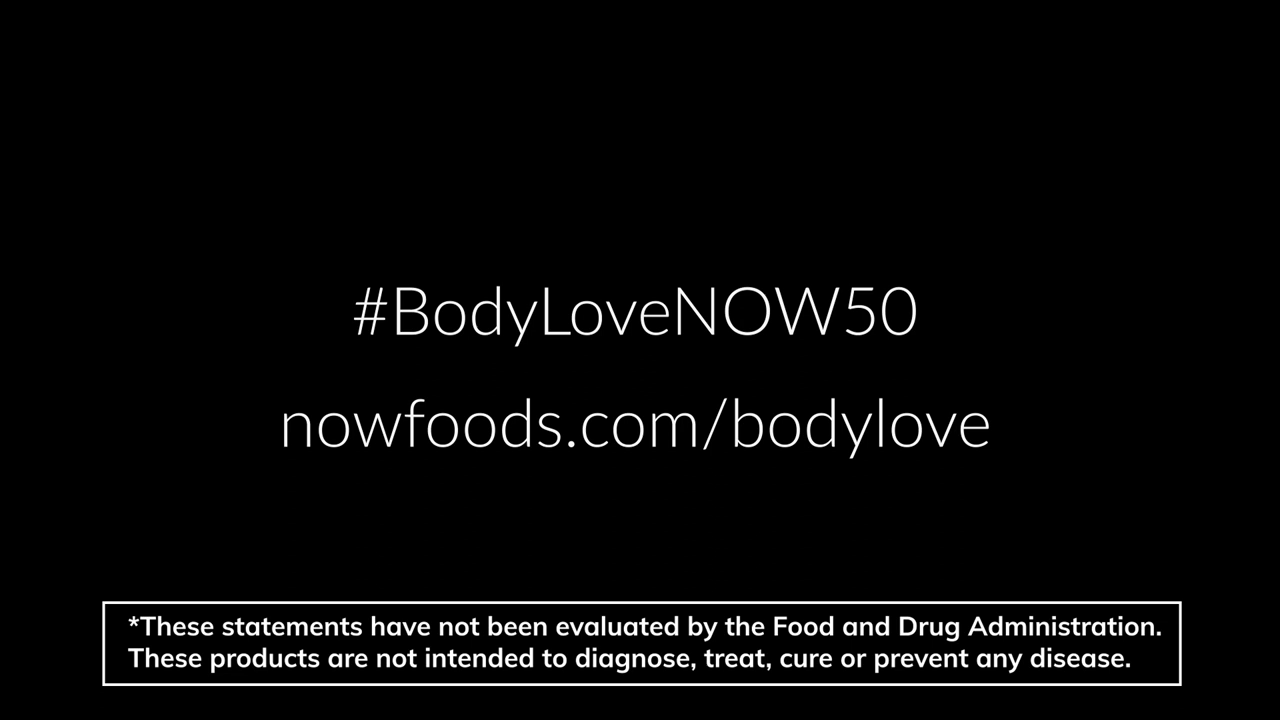 #BodyLoveNOW50
nowfoods.com/bodylove
*These statements have not been evaluated by the Food and Drug Administration.
These products are not intended to diagnose, treat, cure or prevent any disease.